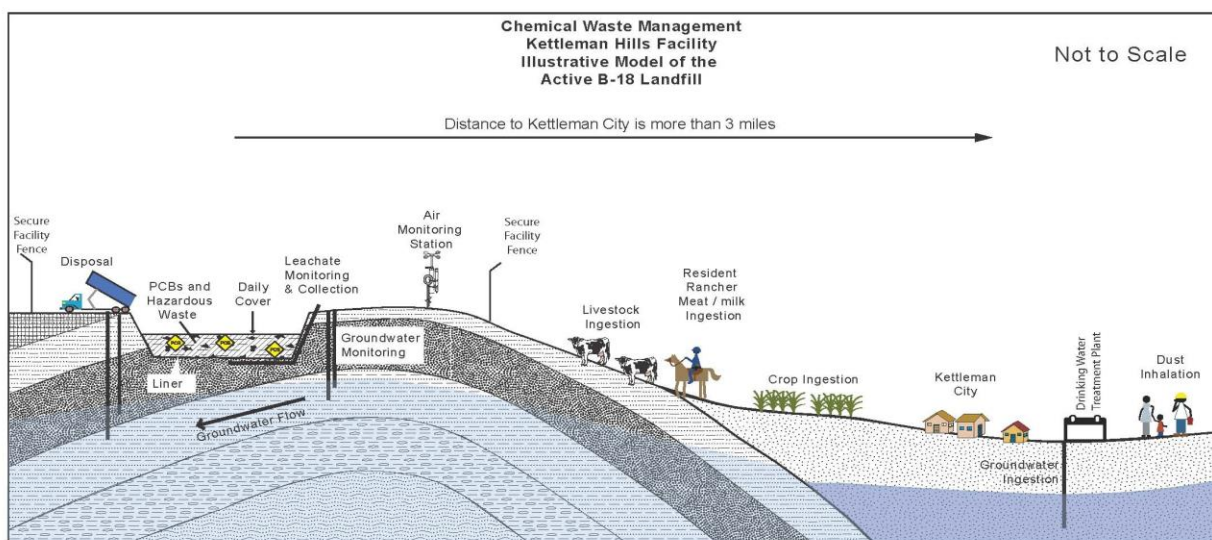 Chemical Waste Management
Kettleman Hills Facility
Illustrative Model of the
Active B-18 Landfill
Not to Scale
Distance to Kettleman City is more than 3 miles
Secure
Facility
Fence
Disposal
PCBs and
Hazardous
Waste
Daily
Cover
Leachate
Monitoring
& Collection
Air
Monitoring
Station
Secure
Facility
Fence
Livestock
Ingestion
Resident
Rancher
Meat / milk
Ingestion
Crop Ingestion
Kettleman
City
Drinking Water
Treatment Plant
Dust
Inhalation
PCB
PCB
PCB
Liner
Groundwater
Monitoring
Groundwater Flow
Groundwater
Ingestion